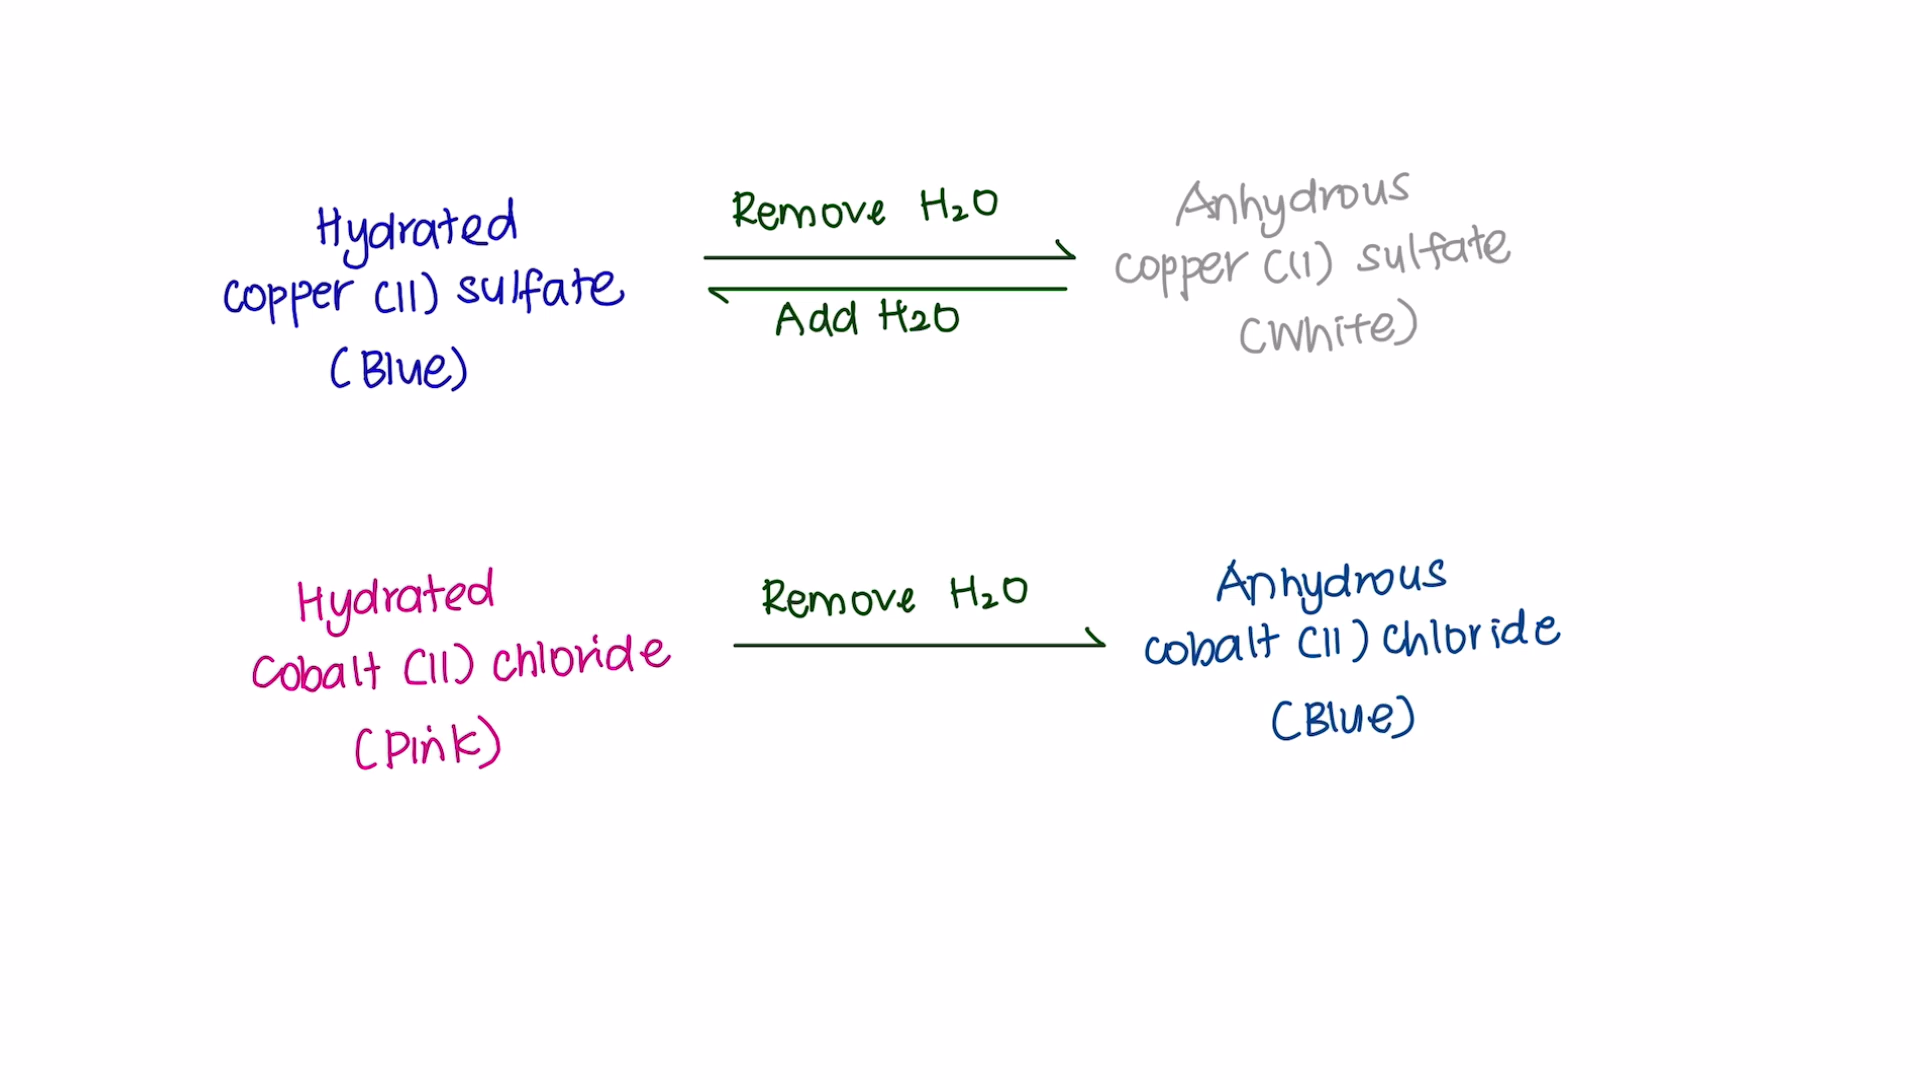 Hydrated
copper (II) sulfate
(Blue)
Remove H₂O
Add H₂O
Anhydrous
copper (II) sulfate
(White)
Hydrated
Cobalt (II) chloride
(Pink)
Remove H₂O
Anhydrous
cobalt (II) chloride
(Blue)